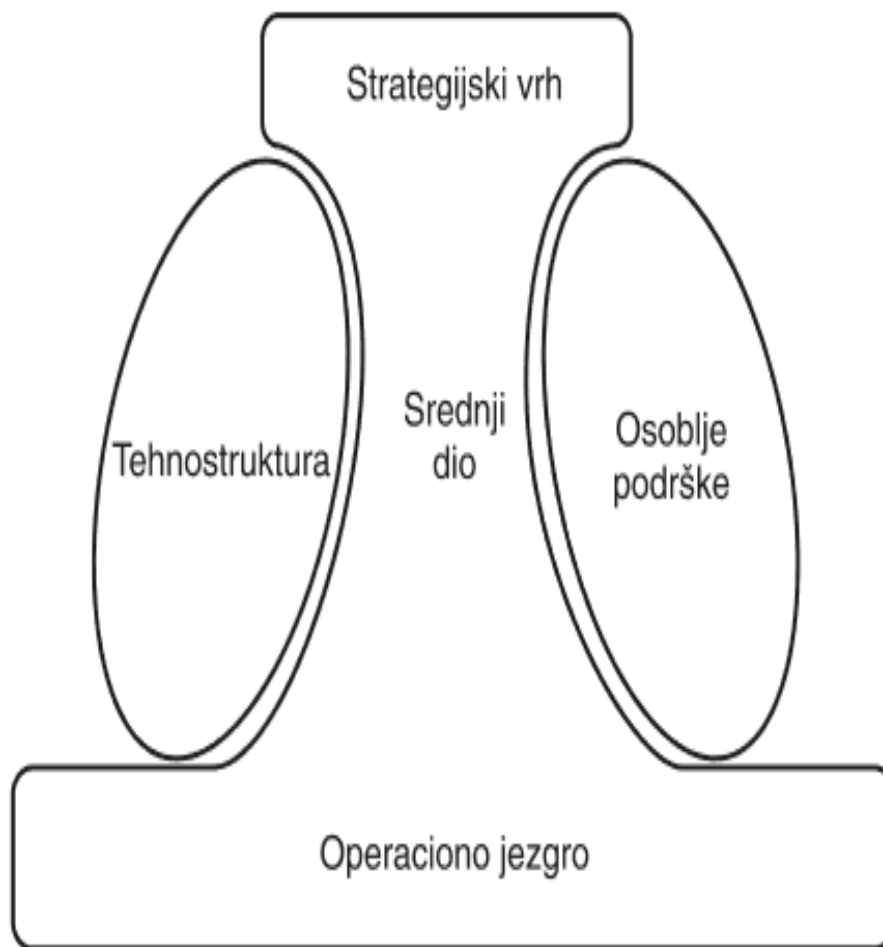 Strategijski vrh
Tehnostruktura
Srednji
dio
Osoblje
podrške
Operaciono jezgro